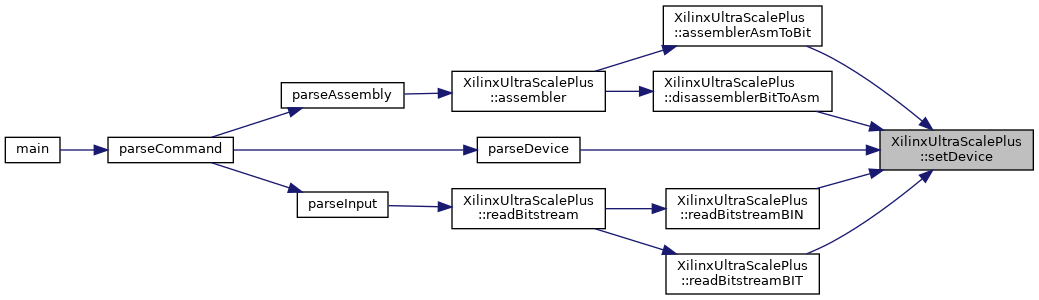 main
parseCommand
parseAssembly
parseDevice
parseInput
XilinxUltraScalePlus
::assembler
XilinxUltraScalePlus
::readBitstream
XilinxUltraScalePlus
::assemblerAsmToBit
XilinxUltraScalePlus
::disassemblerBitToAsm
XilinxUltraScalePlus
::readBitstreamBIN
XilinxUltraScalePlus
::readBitstreamBIT
XilinxUltraScalePlus
::setDevice